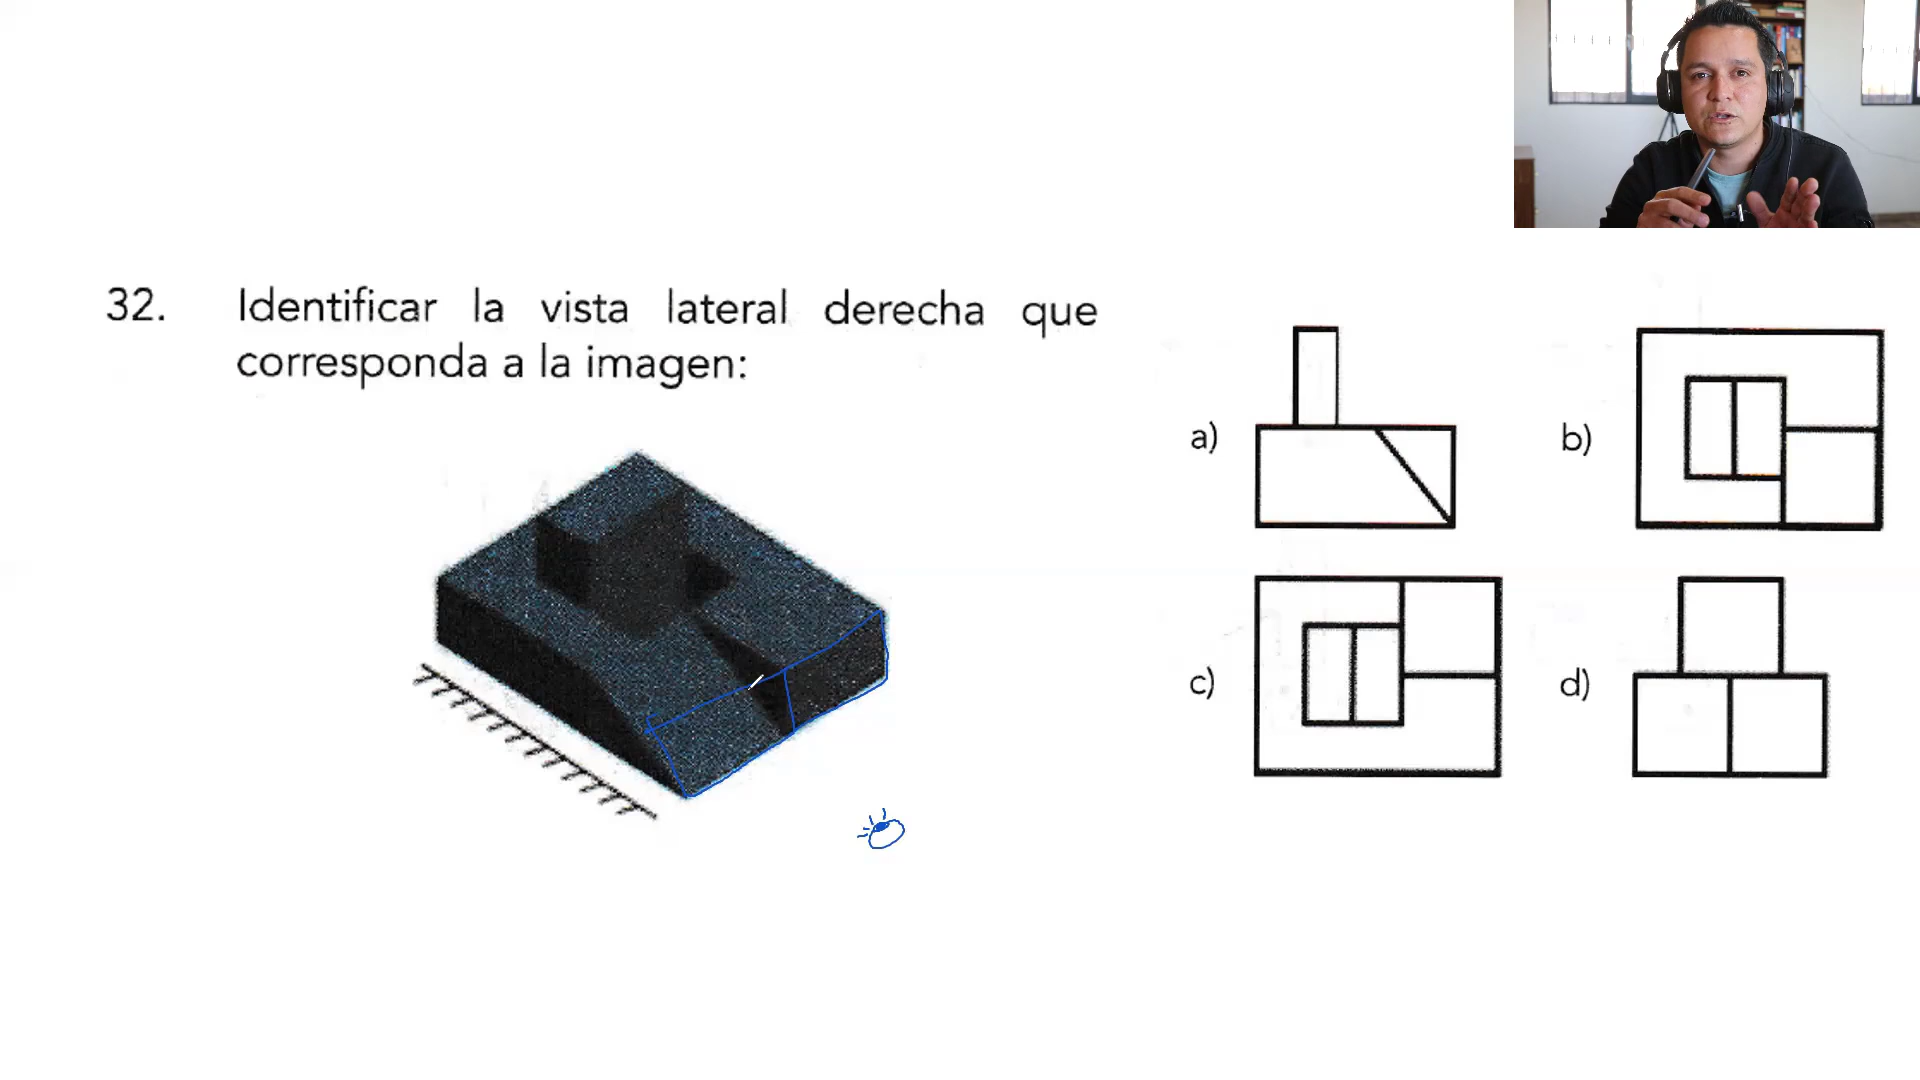 32. Identificar la vista lateral derecha que
corresponda a la imagen:
a)
b)
c)
d)